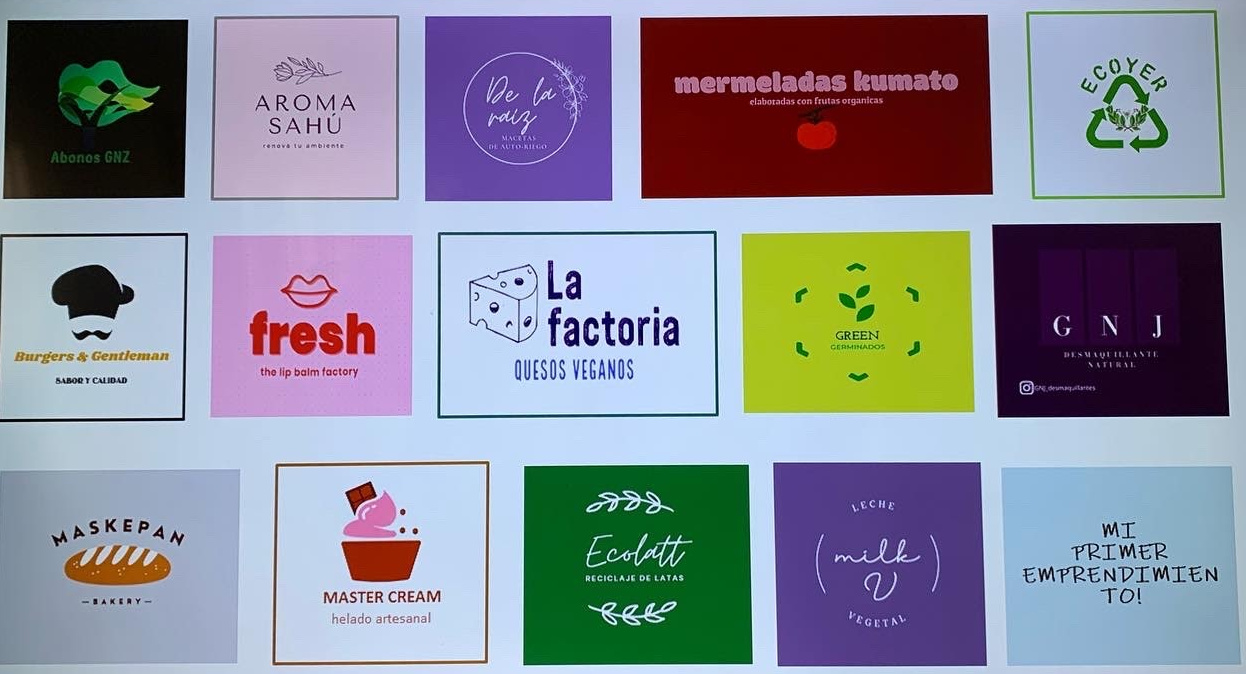 Abonos GNZ
AROMA
SAHÚ
renová tu ambiente
De la
raíz
MACETAS
DE AUTO-RIEGO
mermeladas kumato
elaboradas con frutas organicas
ECOYER
Burgers & Gentleman
SABOR Y CALIDAD
fresh
the lip balm factory
La
factoria
QUESOS VEGANOS
GREEN
GERMINADOS
G N J
DESMAQUILLANTE
NATURAL
GNJ_desmaquillantes
MASKEPAN
BAKERY
MASTER CREAM
helado artesanal
Ecolatt
RECICLAJE DE LATAS
LECHE
milk
V
VEGETAL
MI
PRIMER
EMPRENDIMIEN
TO!